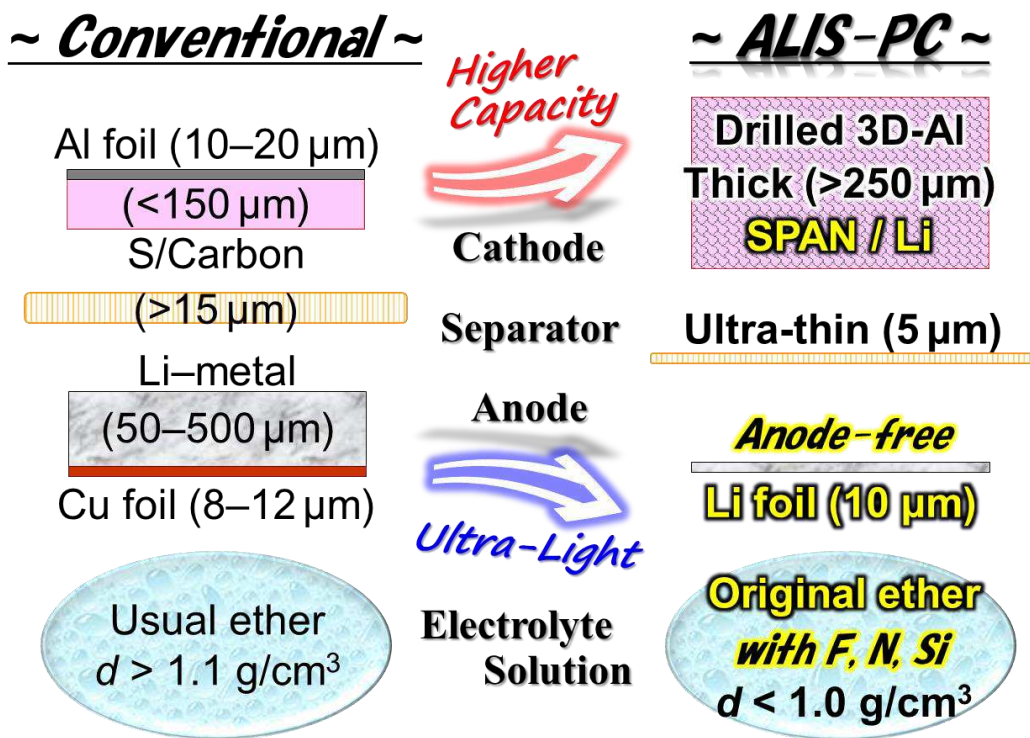 ~ Conventional ~
Al foil (10–20 μm)
(<150 μm)
S/Carbon
(>15 μm)
Li–metal
(50–500 μm)
Cu foil (8–12 μm)
Usual ether
d > 1.1 g/cm³
Higher
Capacity
Cathode
Separator
Anode
Ultra-Light
Electrolyte
Solution
~ ALIS-PC ~
Drilled 3D-Al
Thick (>250 μm)
SPAN / Li
Ultra-thin (5 μm)
Anode-free
Li foil (10 μm)
Original ether
with F, N, Si
d < 1.0 g/cm³